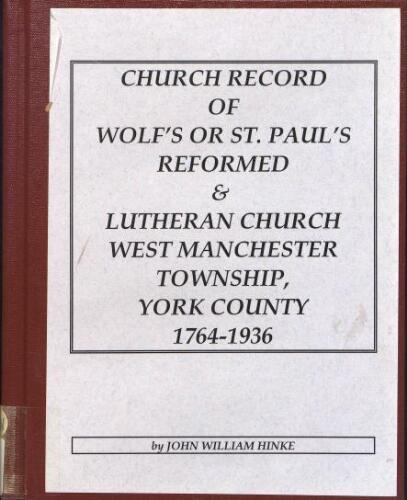 CHURCH RECORD
OF
WOLF'S OR ST. PAUL'S
REFORMED
&
LUTHERAN CHURCH
WEST MANCHESTER
TOWNSHIP,
YORK COUNTY
1764-1936
by JOHN WILLIAM HINKE